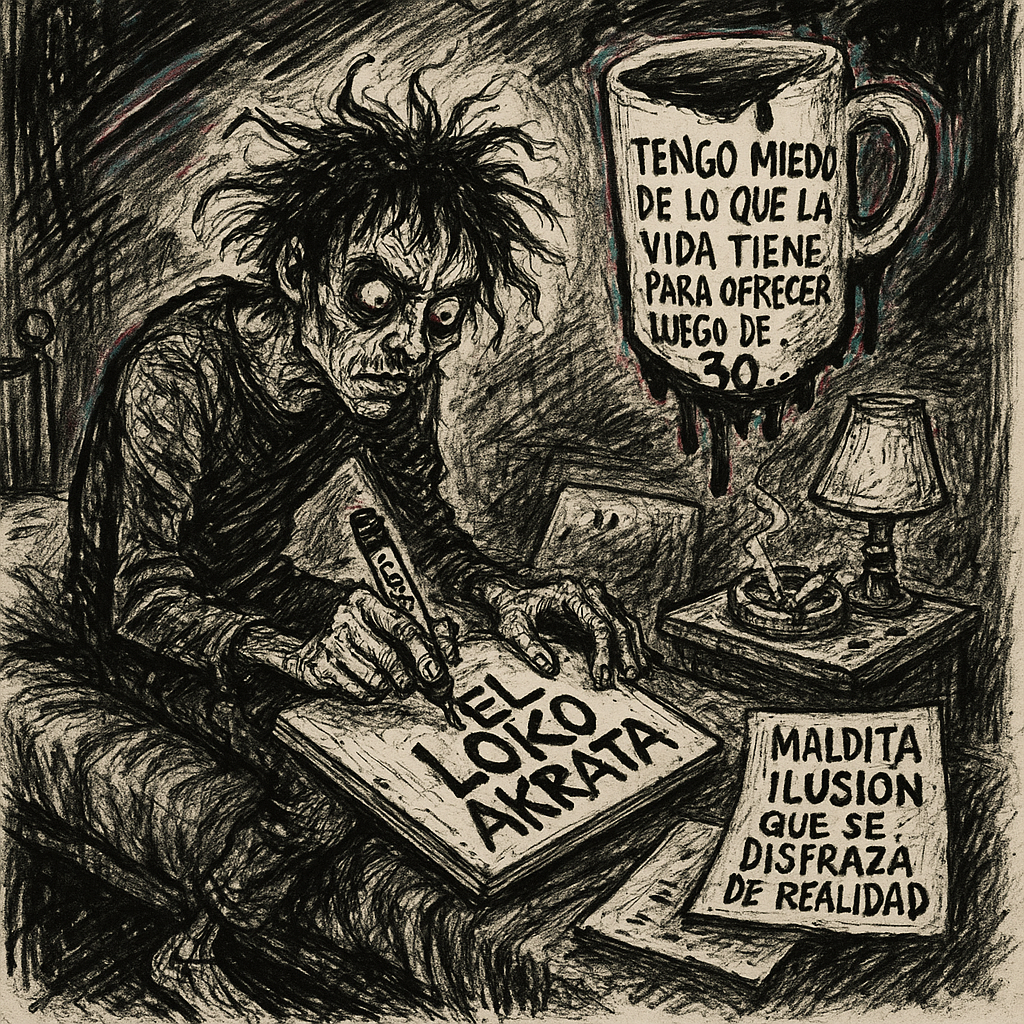 TENGO MIEDO
DE LO QUE LA
VIDA TIENE
PARA OFRECER
LUEGO DE.
30...
EL
LOKO
AKRATA
MALDITA
ILUSION
QUE SE.
DISFRAZA
DE REALIDAD